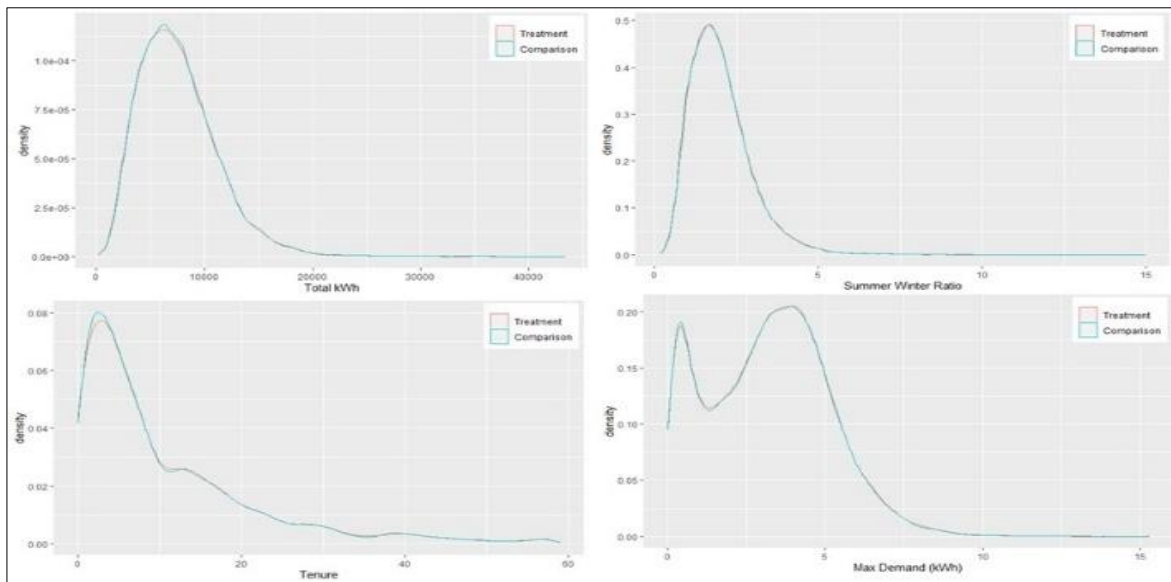 1.0e-04
7.5e-05
5.0e-05
2.5e-05
0.0e+00
density
0 10000 20000 30000 40000
Total kWh
Treatment
Comparison
0.5
0.4
0.3
0.2
0.1
0.0
density
0 5 10 15
Summer Winter Ratio
Treatment
Comparison
0.08
0.06
0.04
0.02
0.00
density
0 20 40 60
Tenure
Treatment
Comparison
0.20
0.15
0.10
0.05
0.00
density
0 5 10 15
Max Demand (kWh)
Treatment
Comparison